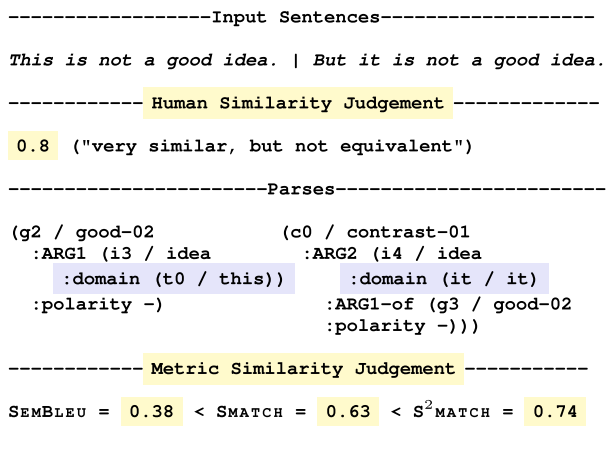 ------------------Input Sentences-------------------
This is not a good idea. | But it is not a good idea.
------------Human Similarity Judgement-------------
0.8 ("very similar, but not equivalent")
-----------------------Parses------------------------
(g2 / good-02 (c0 / contrast-01
:ARG1 (i3 / idea :ARG2 (i4 / idea
:domain (t0 / this)) :domain (it / it)
:polarity -) :ARG1-of (g3 / good-02
:polarity -)))
------------Metric Similarity Judgement-----------
SEMBLEU = 0.38 < SMATCH = 0.63 < S²MATCH = 0.74